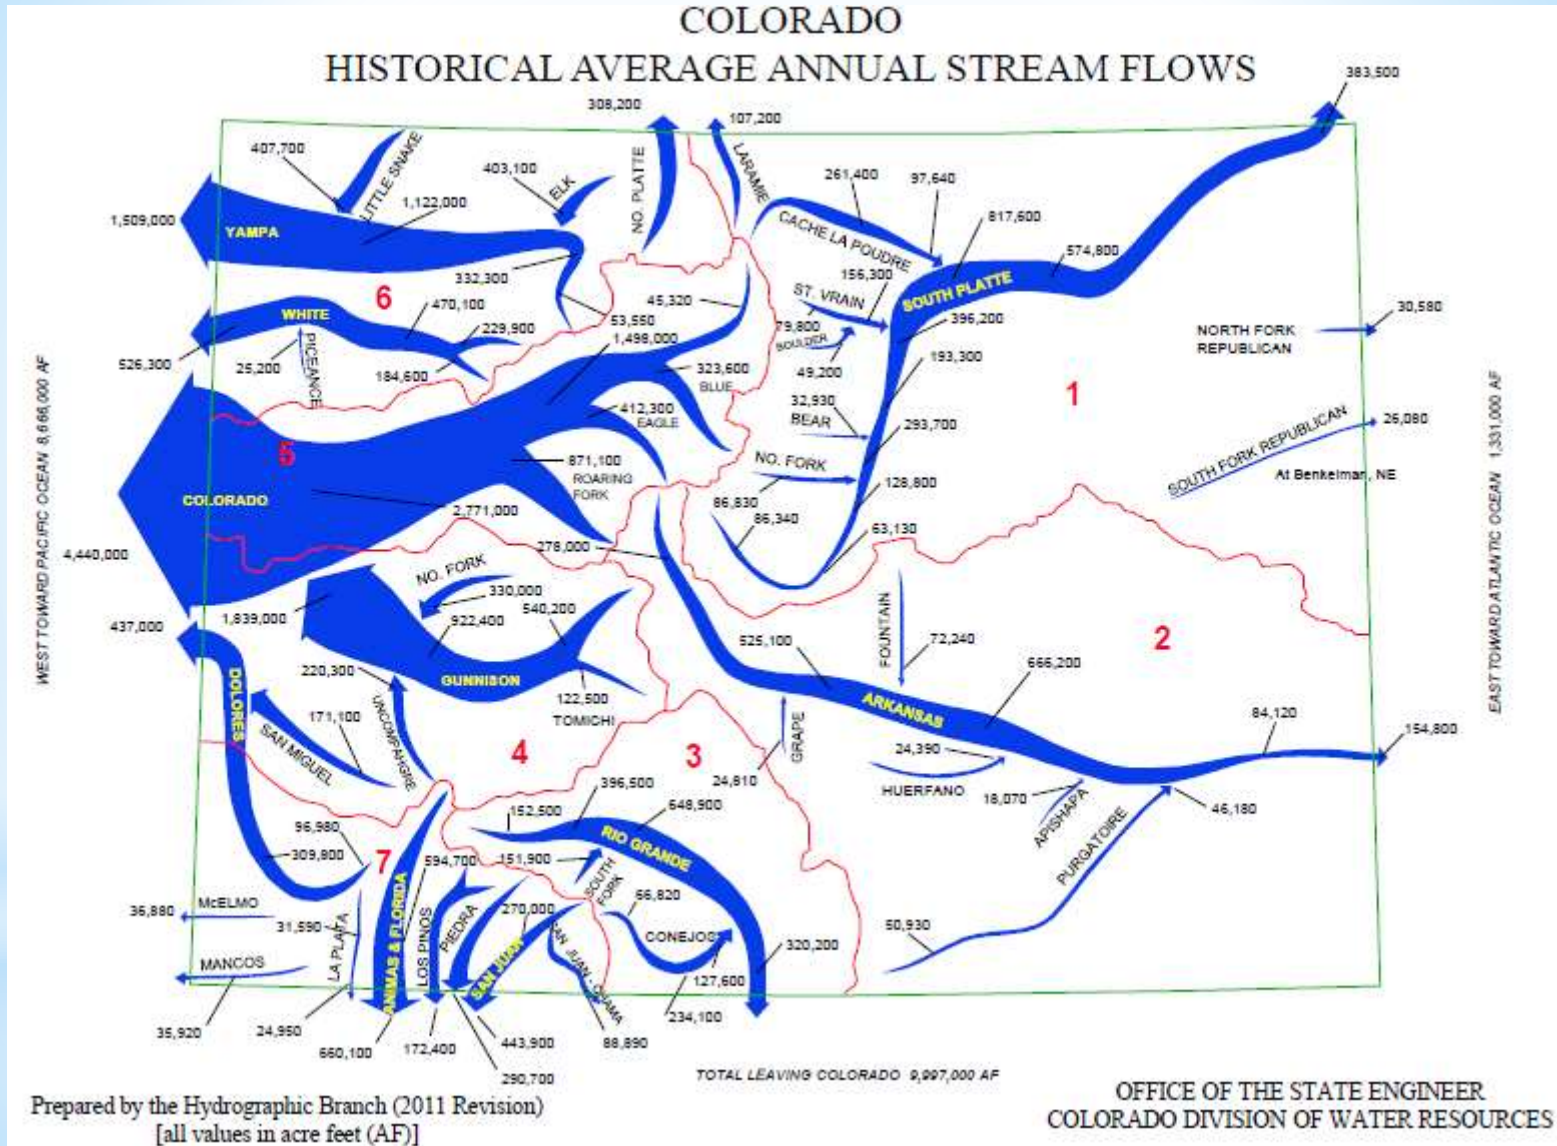 COLORADO
HISTORICAL AVERAGE ANNUAL STREAM FLOWS
383,500
308,200
107,200
407,700
LITTLE SNAKE
403,100
ELK
NO. PLATTE
LARAMIE
261,400
97,640
1,509,000
YAMPA
1,122,000
CACHE LA POUDRE
817,600
574,800
332,300
156,300
6
470,100
45,320
ST. VRAIN
SOUTH PLATTE
WHITE
229,900
53,550
1,498,000
79,800
BOULDER
396,200
NORTH FORK
REPUBLICAN
30,580
526,300
25,200
PICEANCE
184,600
323,600
BLUE
49,200
193,300
WEST TOWARD PACIFIC OCEAN 8,666,000 AF
EAST TOWARD ATLANTIC OCEAN 1,331,000 AF
412,300
EAGLE
32,930
BEAR
1
293,700
26,080
SOUTH FORK REPUBLICAN
5
871,100
ROARING
FORK
NO. FORK
At Benkelman, NE
COLORADO
2,771,000
86,830
128,800
86,340
63,130
4,440,000
278,000
NO. FORK
330,000
540,200
1,839,000
922,400
437,000
525,100
FOUNTAIN
72,240
2
666,200
220,300
GUNNISON
122,500
TOMICHI
DOLORES
ARKANSAS
171,100
UNCOMPAHGRE
SAN MIGUEL
84,120
154,800
4
3
GRAPE
24,390
24,810
HUERFANO
18,070
APISHAPA
46,180
396,500
152,500
648,900
RIO GRANDE
PURGATOIRE
96,980
309,800
7
594,700
151,900
SOUTH
FORK
66,820
McELMO
36,880
31,590
LA PLATA
ANIMAS & FLORIDA
LOS PINOS
PIEDRA
270,000
SAN JUAN
SAN JUAN - CHAMA
CONEJOS
320,200
50,930
MANCOS
127,600
234,100
35,920
24,950
660,100
172,400
443,900
290,700
88,890
TOTAL LEAVING COLORADO 9,997,000 AF
Prepared by the Hydrographic Branch (2011 Revision)
[all values in acre feet (AF)]
OFFICE OF THE STATE ENGINEER
COLORADO DIVISION OF WATER RESOURCES